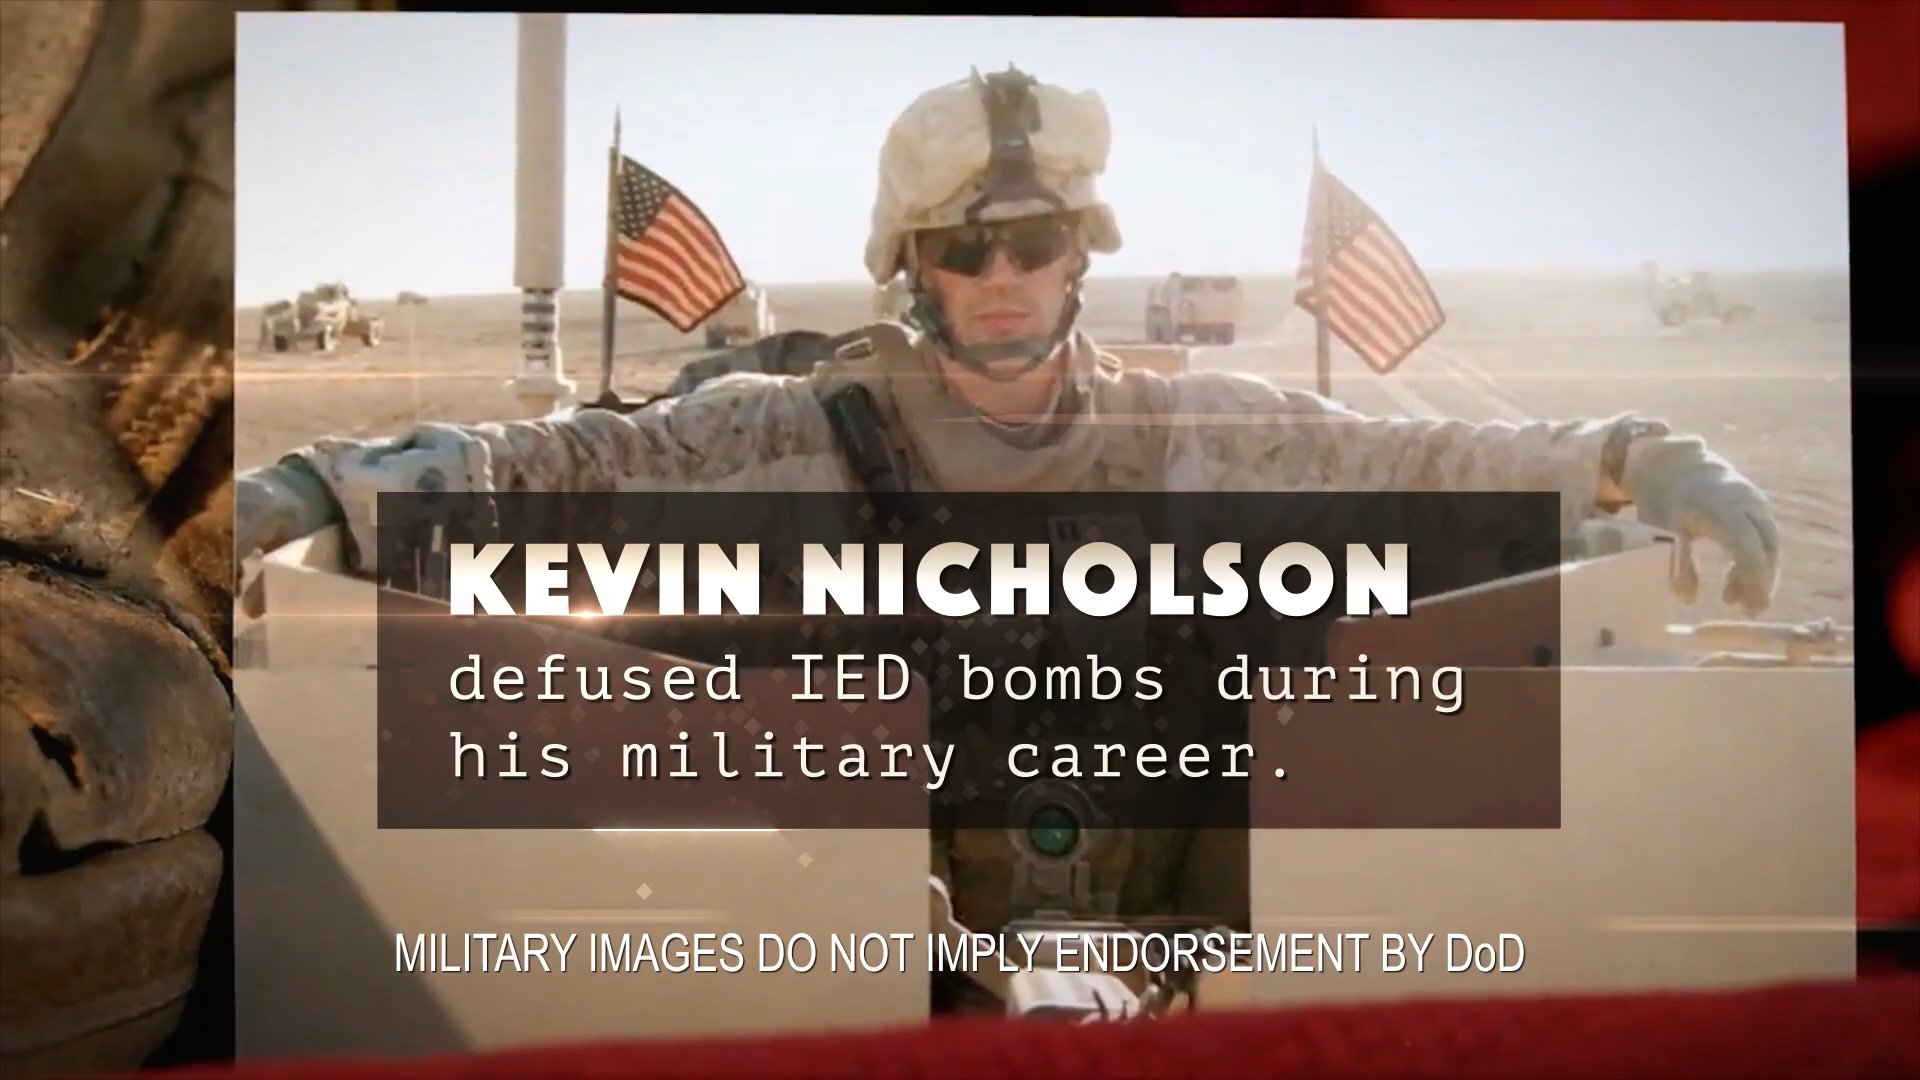 KEVIN NICHOLSON
defused IED bombs during
his military career.
MILITARY IMAGES DO NOT IMPLY ENDORSEMENT BY DoD